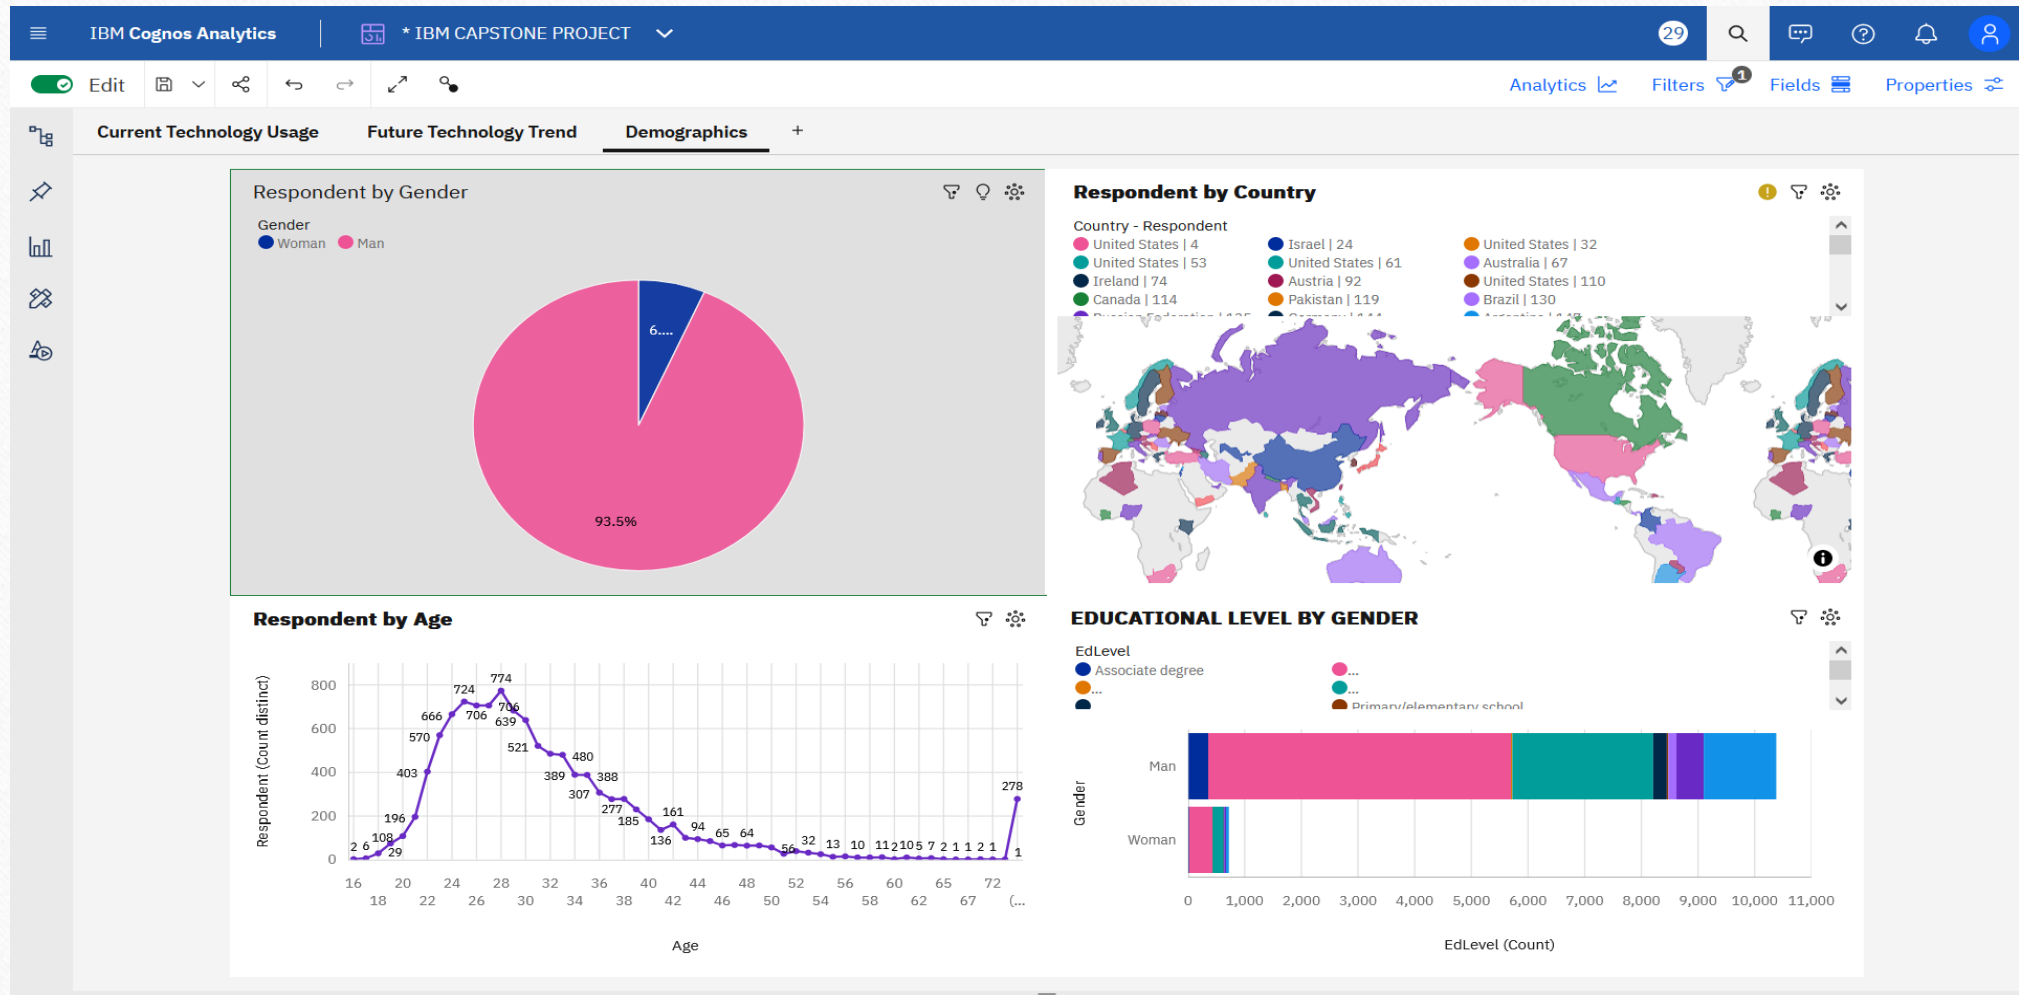 IBM Cognos Analytics
* IBM CAPSTONE PROJECT
29
Edit
Analytics
Filters
1
Fields
Properties
Current Technology Usage
Future Technology Trend
Demographics
+
Respondent by Gender
Gender
Woman
Man
6....
93.5%
Respondent by Country
Country - Respondent
United States | 4
Israel | 24
United States | 32
United States | 53
United States | 61
Australia | 67
Ireland | 74
Austria | 92
United States | 110
Canada | 114
Pakistan | 119
Brazil | 130
Respondent by Age
Respondent (Count distinct)
800
600
400
200
0
2 6 29 108 196 403 570 666 724 706 774 706 639 521 389 480 307 388 277 185 136 161 94 65 64 56 32 13 10 11 2 10 5 7 2 1 1 2 1 278 1
16 20 24 28 32 36 40 44 48 52 56 60 65 72
18 22 26 30 34 38 42 46 50 54 58 62 67 (...
Age
EDUCATIONAL LEVEL BY GENDER
EdLevel
Associate degree
...
...
...
Primary/elementary school
Gender
Man
Woman
0 1,000 2,000 3,000 4,000 5,000 6,000 7,000 8,000 9,000 10,000 11,000
EdLevel (Count)